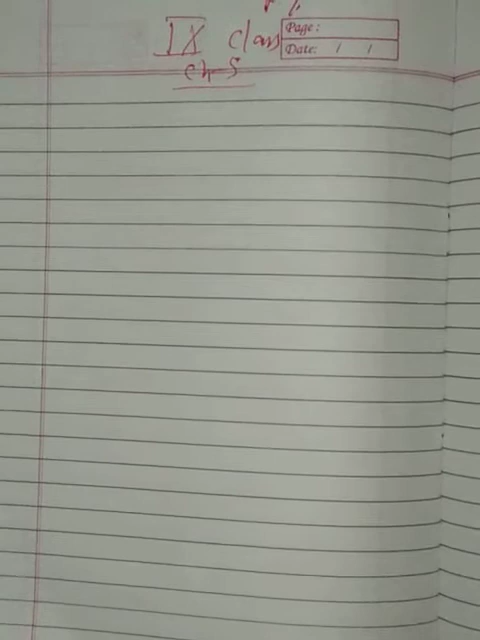 IX class
Page:
Date: / /
ch-5